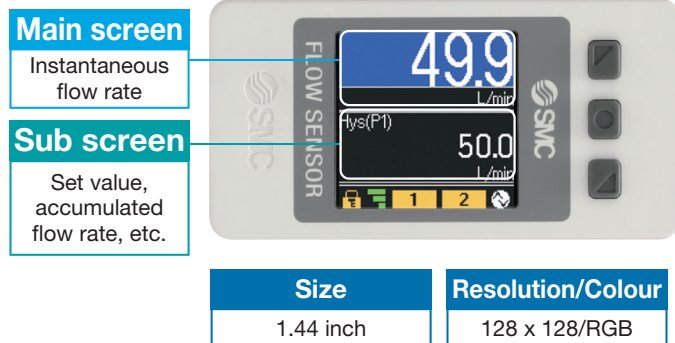 Main screen
Instantaneous
flow rate
Sub screen
Set value,
accumulated
flow rate, etc.
SMC
FLOW SENSOR
49.9
L/min
Hys(P1)
50.0
L/min
1 2
SMC
Size
1.44 inch
Resolution/Colour
128 x 128/RGB